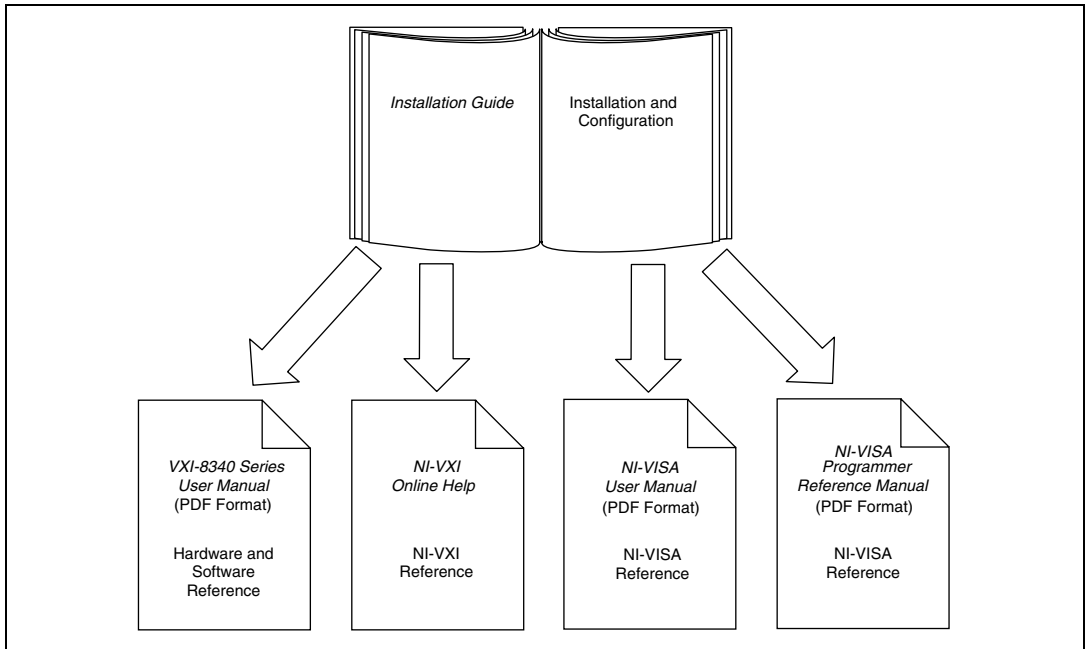 Installation Guide
Installation and
Configuration
VXI-8340 Series
User Manual
(PDF Format)
Hardware and
Software
Reference
NI-VXI
Online Help
NI-VXI
Reference
NI-VISA
User Manual
(PDF Format)
NI-VISA
Reference
NI-VISA
Programmer
Reference Manual
(PDF Format)
NI-VISA
Reference